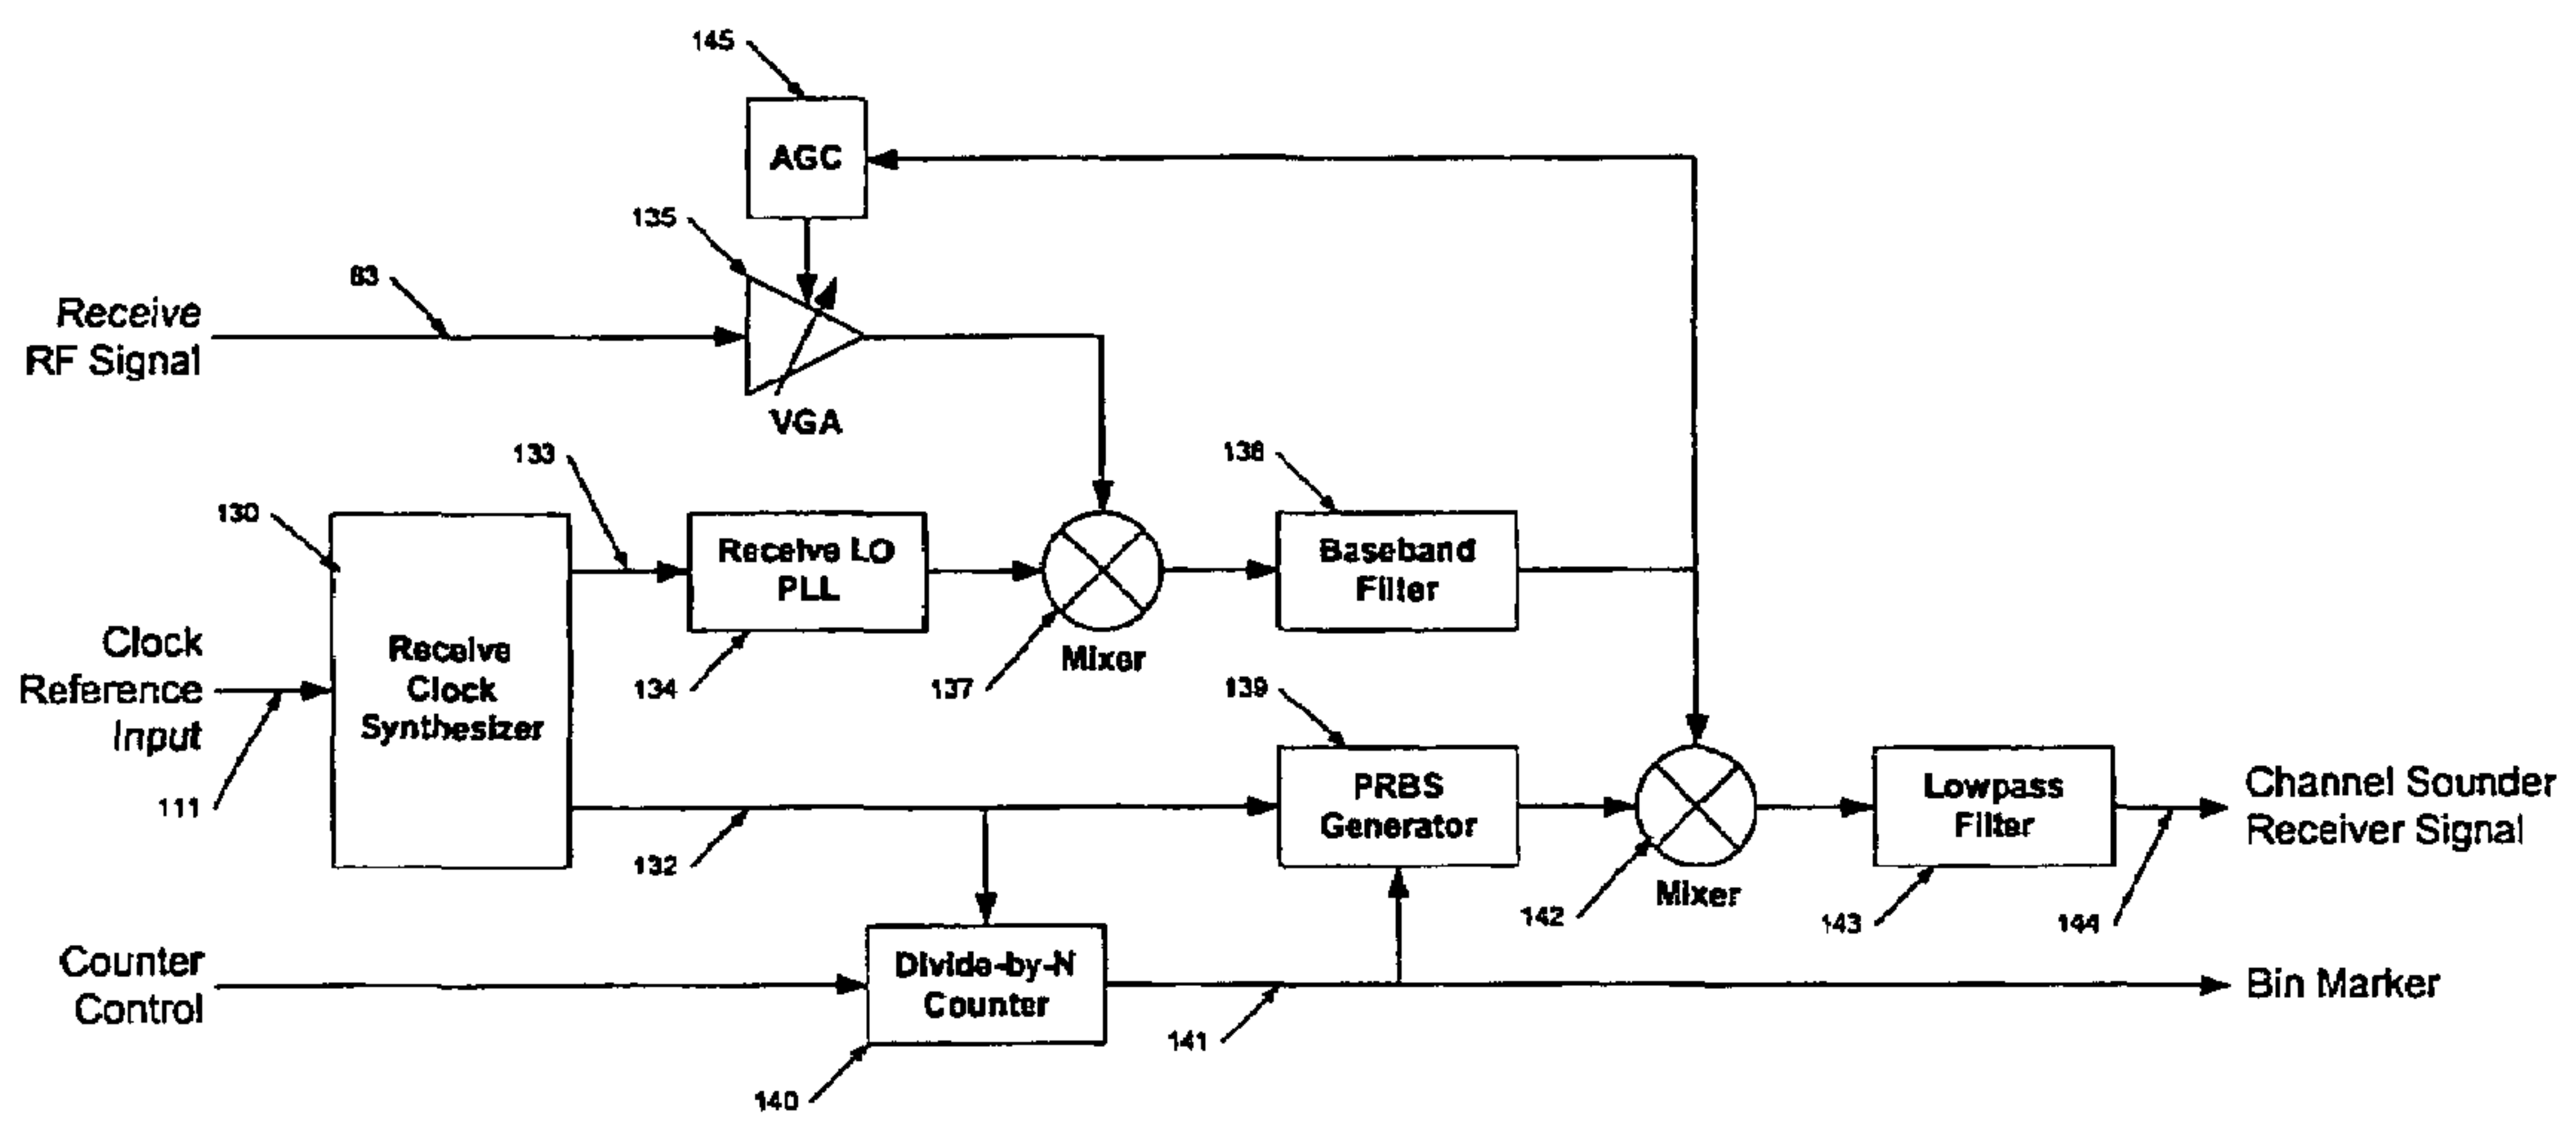 145
AGC
135
83
Receive
RF Signal
VGA
133
138
130
Receive LO
PLL
Baseband
Filter
Receive
Clock
Synthesizer
Clock
Reference
Input
134
137
Mixer
139
111
132
PRBS
Generator
Lowpass
Filter
Channel Sounder
Receiver Signal
142
Mixer
143
144
Counter
Control
Divide-by-N
Counter
Bin Marker
141
140